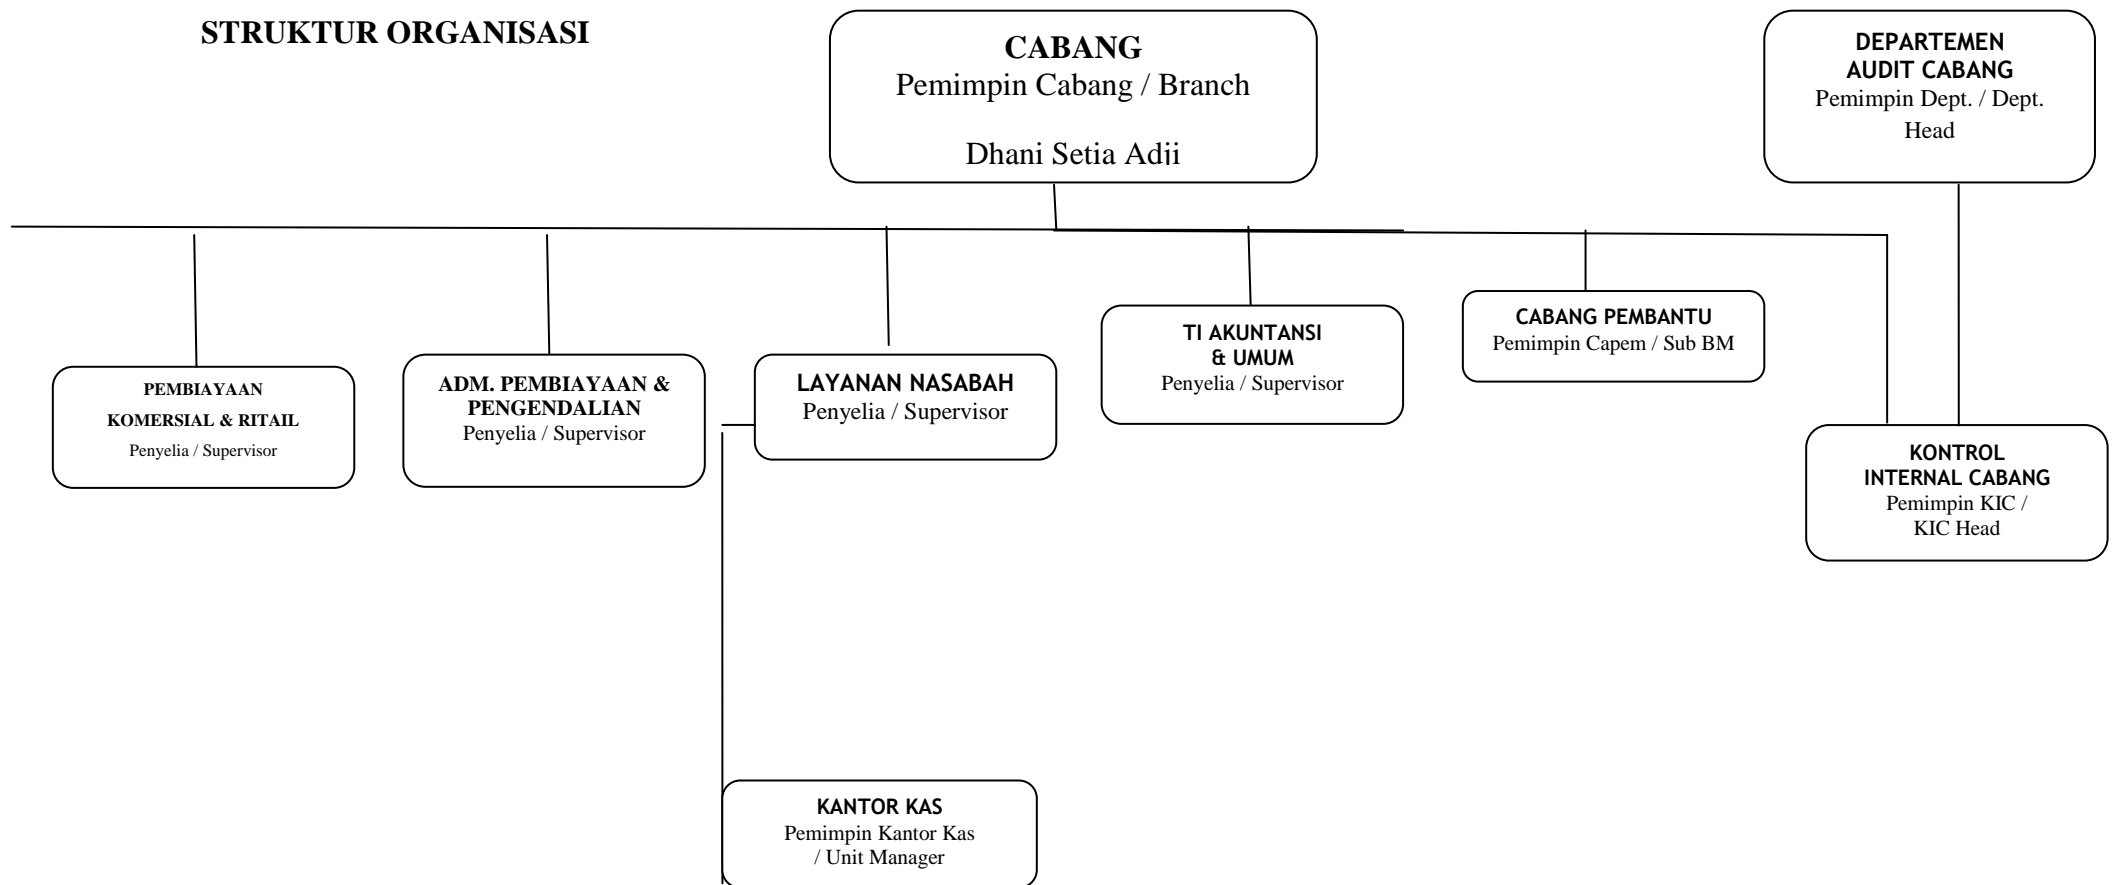 STRUKTUR ORGANISASI
CABANG
Pemimpin Cabang / Branch
Dhani Setia Adji
DEPARTEMEN
AUDIT CABANG
Pemimpin Dept. / Dept.
Head
PEMBIAYAAN
KOMERSIAL & RITAIL
Penyelia / Supervisor
ADM. PEMBIAYAAN &
PENGENDALIAN
Penyelia / Supervisor
LAYANAN NASABAH
Penyelia / Supervisor
TI AKUNTANSI
& UMUM
Penyelia / Supervisor
CABANG PEMBANTU
Pemimpin Capem / Sub BM
KONTROL
INTERNAL CABANG
Pemimpin KIC /
KIC Head
KANTOR KAS
Pemimpin Kantor Kas
/ Unit Manager